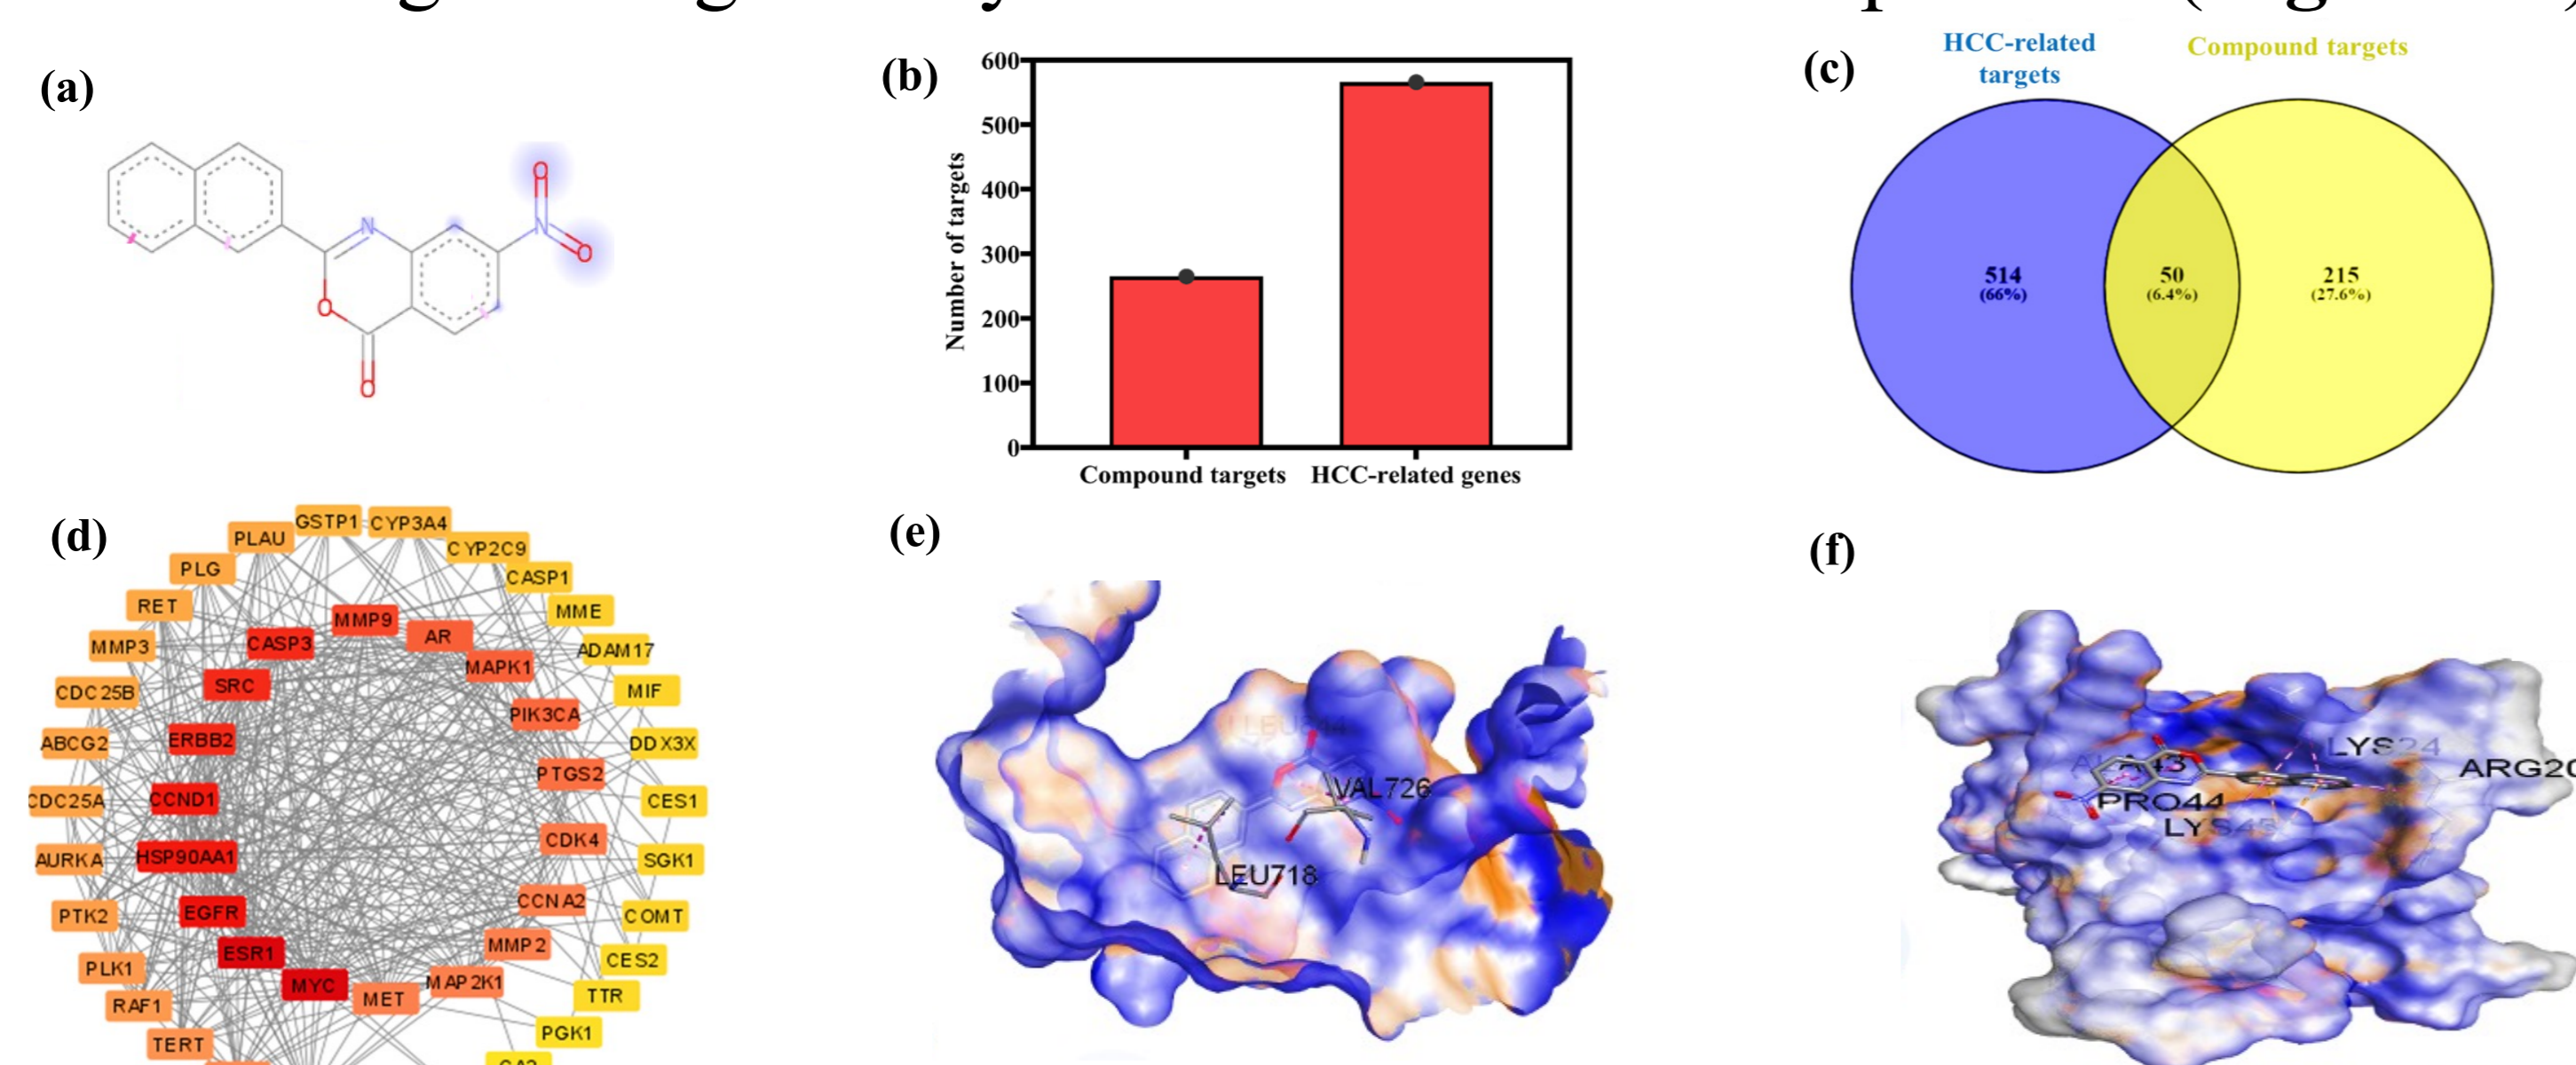 (a)
N
O
N
O
O
O
(b)
600
500
400
300
200
100
0
Number of targets
Compound targets
HCC-related genes
(c)
HCC-related
targets
Compound targets
514
(66%)
50
(6.4%)
215
(27.6%)
(d)
GSTP1
CYP3A4
PLAU
CYP2C9
PLG
CASP1
RET
MME
MMP9
AR
CASP3
MMP3
ADAM17
MAPK1
SRC
CDC25B
MIF
PIK3CA
ERBB2
ABCG2
DDX3X
PTGS2
CCND1
CDC25A
CES1
CDK4
HSP90AA1
AURKA
SGK1
CCNA2
EGFR
PTK2
COMT
MMP2
ESR1
PLK1
CES2
MAP2K1
MYC
MET
RAF1
TTR
PGK1
TERT
(e)
VAL726
LEU718
(f)
LYS24
PRO44